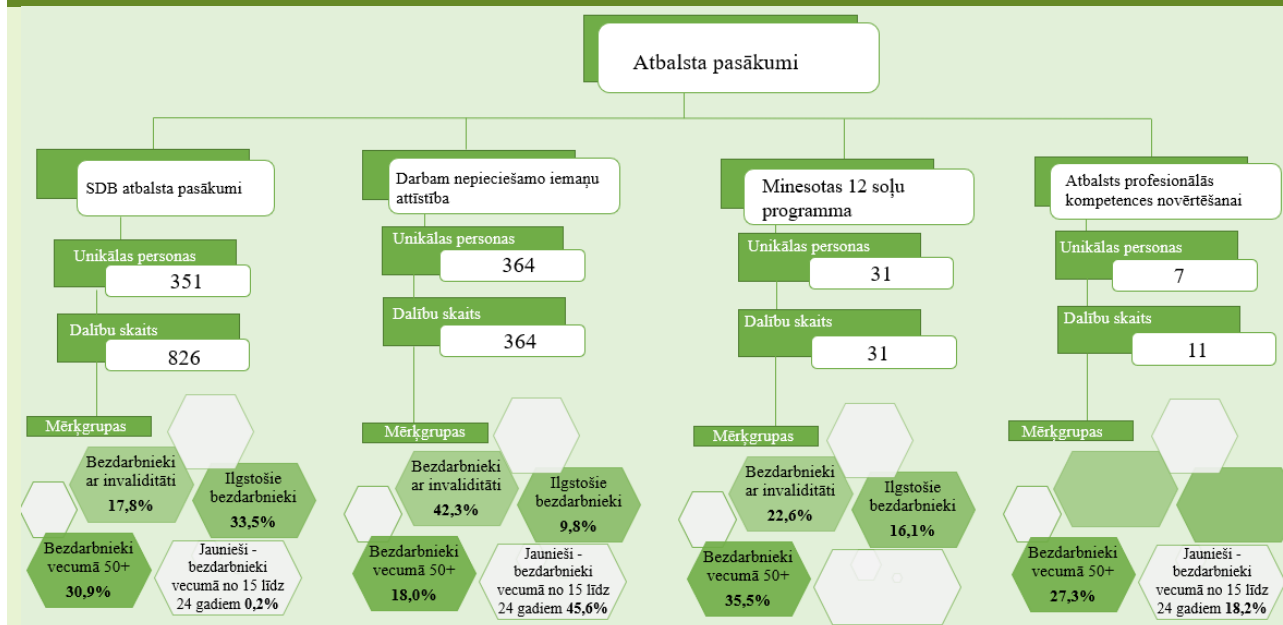 Atbalsta pasākumi
SDB atbalsta pasākumi
Unikālas personas
351
Dalību skaits
826
Mērķgrupas
Bezdarbnieki
ar invaliditāti
17,8%
Ilgstošie
bezdarbnieki
33,5%
Bezdarbnieki
vecumā 50+
30,9%
Jaunieši -
bezdarbnieki
vecumā no 15 līdz
24 gadiem 0,2%
Darbam nepieciešamo iemaņu
attīstība
Unikālas personas
364
Dalību skaits
364
Mērķgrupas
Bezdarbnieki
ar invaliditāti
42,3%
Ilgstošie
bezdarbnieki
9,8%
Bezdarbnieki
vecumā 50+
18,0%
Jaunieši -
bezdarbnieki
vecumā no 15 līdz
24 gadiem 45,6%
Minesotas 12 soļu
programma
Unikālas personas
31
Dalību skaits
31
Mērķgrupas
Bezdarbnieki
ar invaliditāti
22,6%
Ilgstošie
bezdarbnieki
16,1%
Bezdarbnieki
vecumā 50+
35,5%
Atbalsts profesionālās
kompetences novērtēšanai
Unikālas personas
7
Dalību skaits
11
Mērķgrupas
Bezdarbnieki
vecumā 50+
27,3%
Jaunieši -
bezdarbnieki
vecumā no 15 līdz
24 gadiem 18,2%